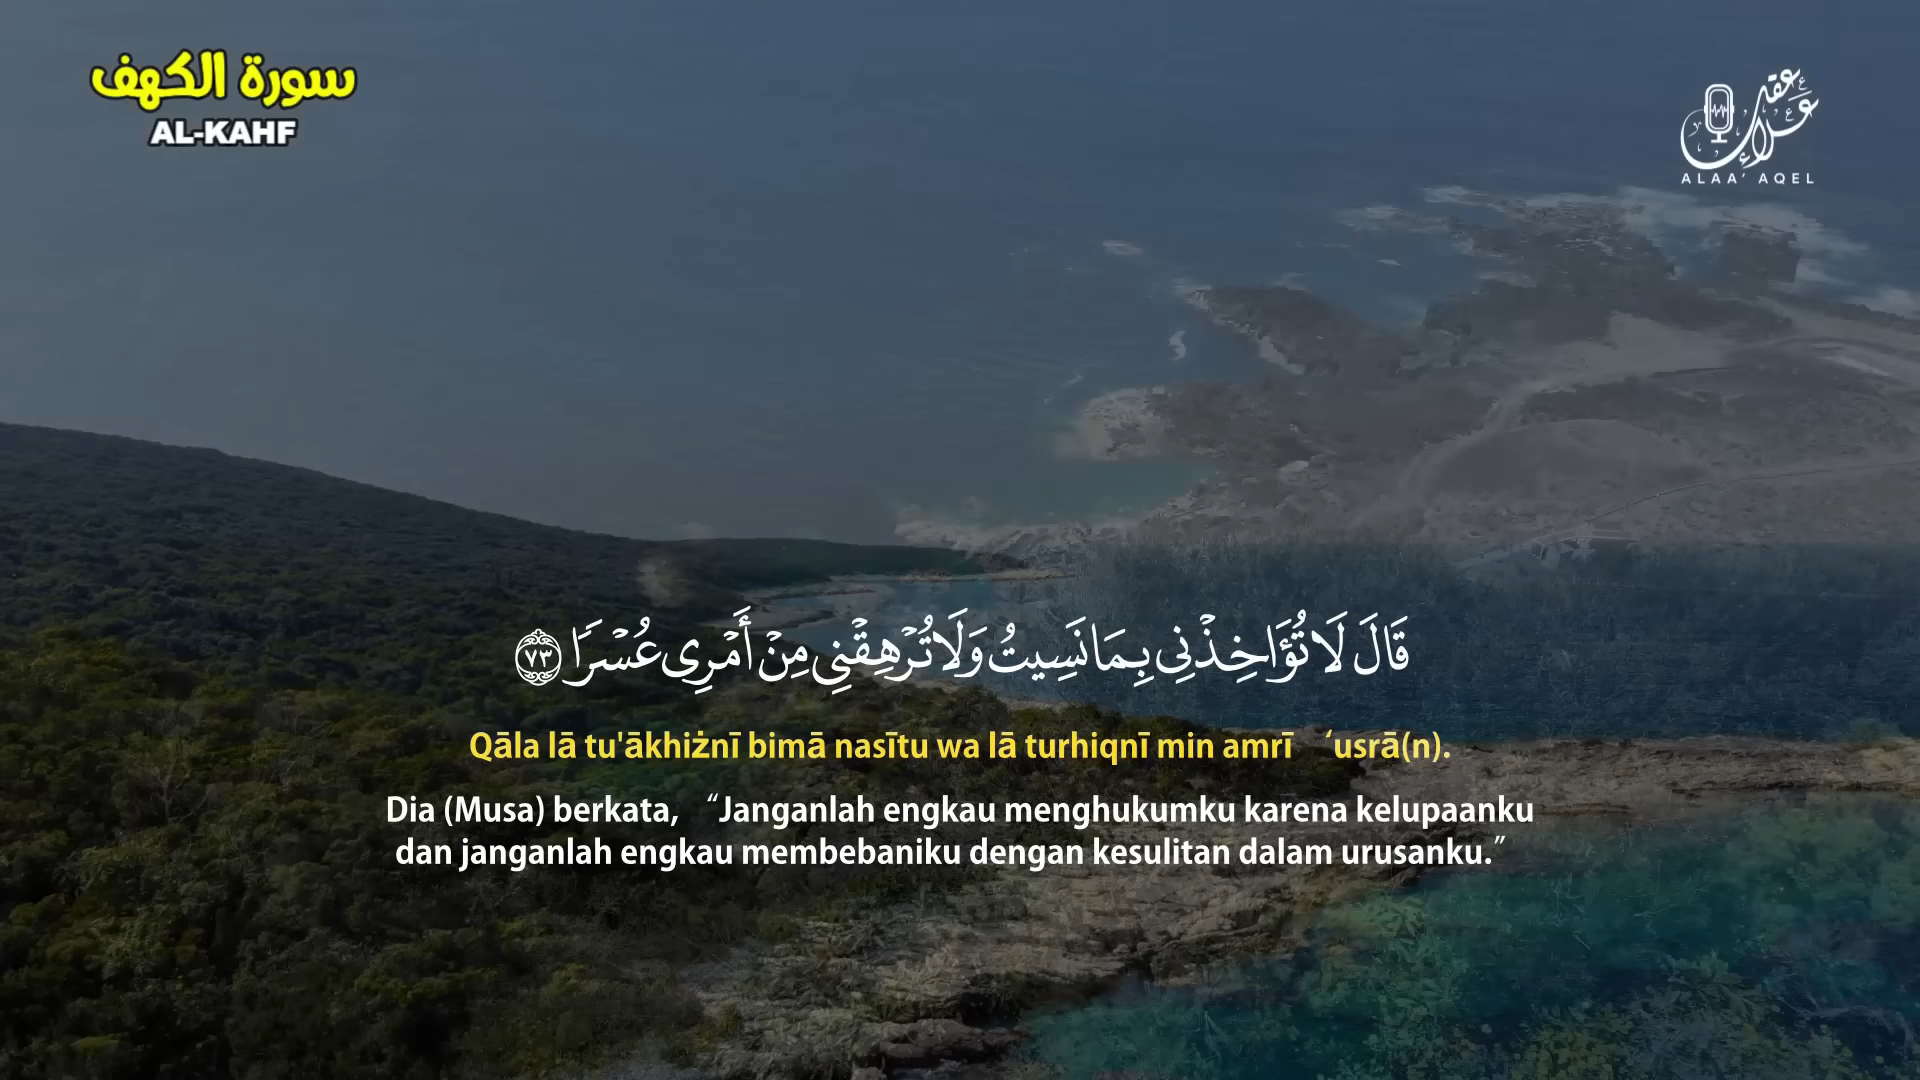 سورة الكهف
AL-KAHF
علاء عقل
ALAA' AQEL
قَالَ لَا تُؤَاخِذْنِى بِمَا نَسِيتُ وَلَا تُرْهِقْنِى مِنْ أَمْرِى عُسْرًا ٧٣
Qāla lā tu'ākhiżnī bimā nasītu wa lā turhiqnī min amrī ‘usrā(n).
Dia (Musa) berkata, “Janganlah engkau menghukumku karena kelupaanku
dan janganlah engkau membebaniku dengan kesulitan dalam urusanku.”